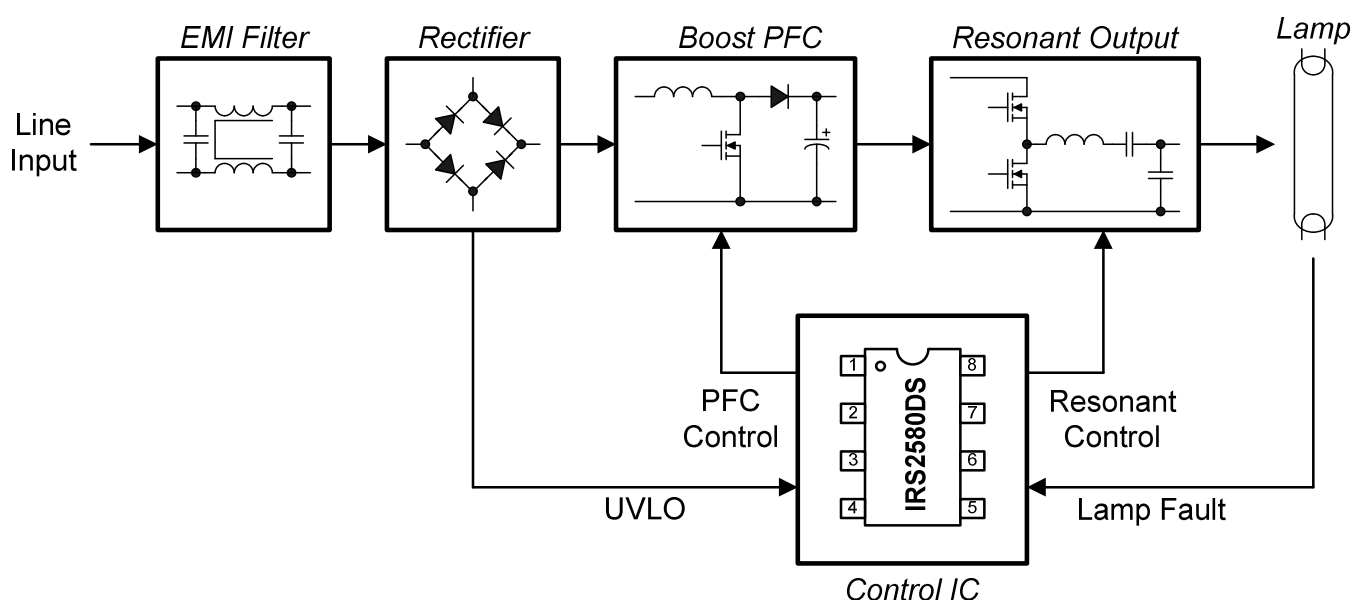 EMI Filter
Rectifier
Boost PFC
Resonant Output
Lamp
Line
Input
+
PFC
Control
1
2
3
4
IRS2580DS
8
7
6
5
Resonant
Control
UVLO
Lamp Fault
Control IC